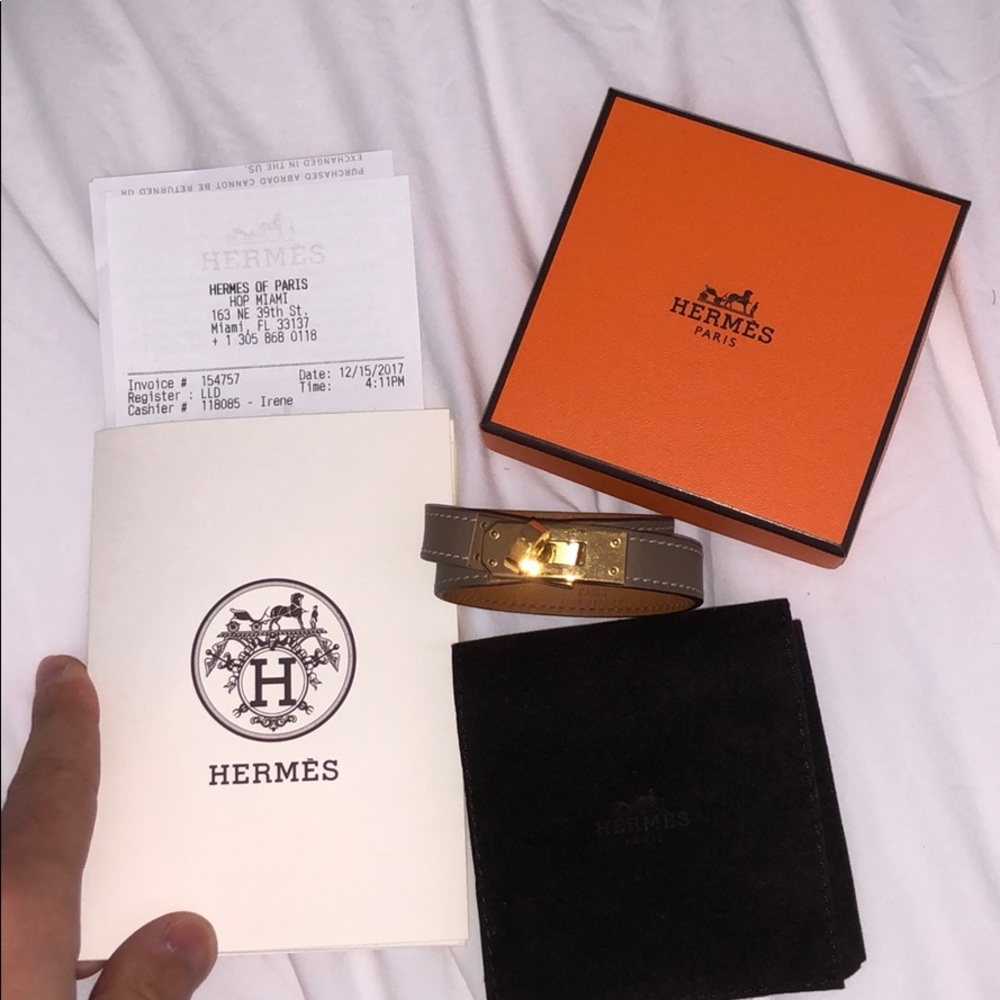 PURCHASED ABROAD CANNOT BE RETURNED OR
EXCHANGED IN THE US
HERMÈS
HERMES OF PARIS
HOP MIAMI
163 NE 39th St.
Miami, FL 33137
+ 1 305 868 0118
Invoice # 154757 Date: 12/15/2017
Register : LLD Time: 4:11PM
Cashier # 118085 - Irene
HERMÈS
PARIS
H
HERMÈS
HERMÈS
PARIS